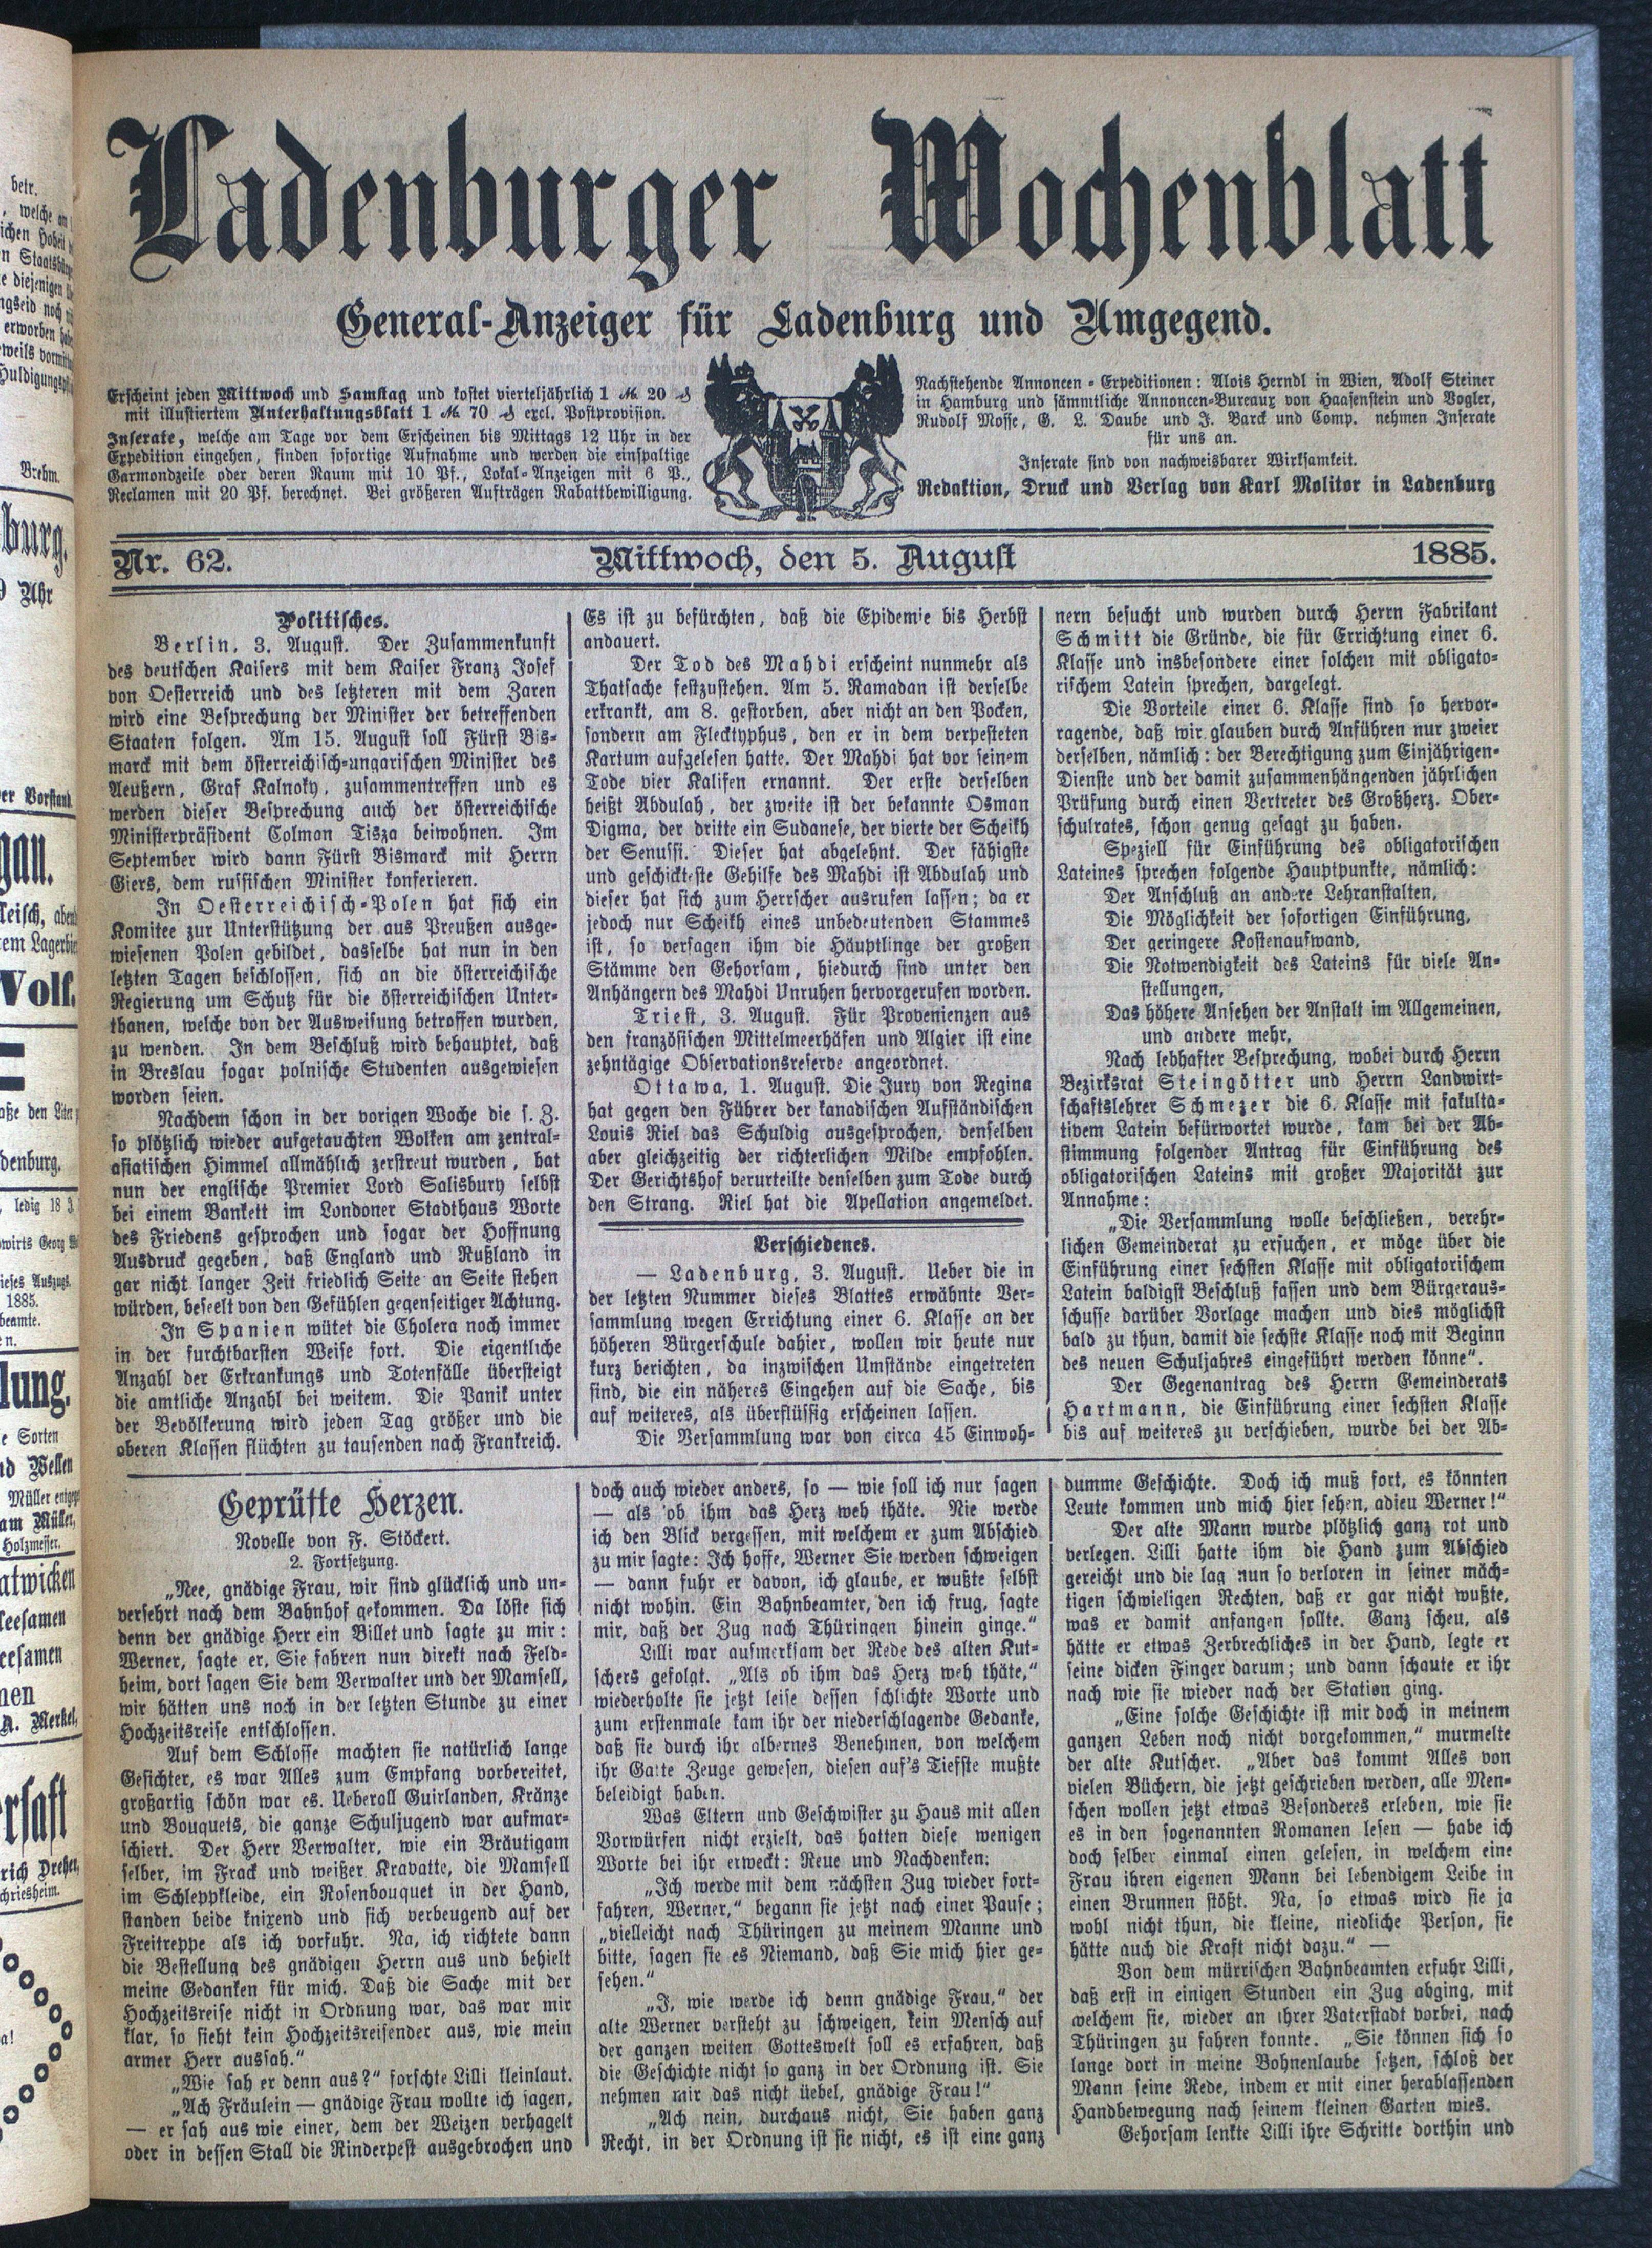 Ladenburger Wochenblatt
General-Anzeiger für Ladenburg und Umgegend.
Erscheint jeden Mittwoch und Samstag und kostet vierteljährlich 1 ℳ 20 ₰
mit illustriertem Unterhaltungsblatt 1 ℳ 70 ₰ excl. Postprovision.
Inserate, welche am Tage vor dem Erscheinen bis Mittags 12 Uhr in der
Expedition eingehen, finden sofortige Aufnahme und werden die einspaltige
Garmondzeile oder deren Raum mit 10 Pf., Lokal-Anzeigen mit 6 P.,
Reclamen mit 20 Pf. berechnet. Bei größeren Aufträgen Rabattbewilligung.
Nachstehende Annoncen-Expeditionen: Alois Herndl in Wien, Adolf Steiner
in Hamburg und sämmtliche Annoncen-Bureaux von Haasenstein und Vogler,
Rudolf Mosse, G. L. Daube und J. Barck und Comp. nehmen Inserate
für uns an.
Inserate sind von nachweisbarer Wirksamkeit.
Redaktion, Druck und Verlag von Karl Molitor in Ladenburg
Nr. 62. Mittwoch, den 5. August 1885.
Politisches.
Berlin, 3. August. Der Zusammenkunft
des deutschen Kaisers mit dem Kaiser Franz Josef
von Oesterreich und des letzteren mit dem Zaren
wird eine Besprechung der Minister der betreffenden
Staaten folgen. Am 15. August soll Fürst Bis-
marck mit dem österreichisch-ungarischen Minister des
Aeußern, Graf Kalnoky, zusammentreffen und es
werden dieser Besprechung auch der österreichische
Ministerpräsident Colman Tisza beiwohnen. Im
September wird dann Fürst Bismarck mit Herrn
Giers, dem russischen Minister konferieren.
In Oesterreichisch-Polen hat sich ein
Komitee zur Unterstützung der aus Preußen ausge-
wiesenen Polen gebildet, dasselbe hat nun in den
letzten Tagen beschlossen, sich an die österreichische
Regierung um Schutz für die österreichischen Unter-
thanen, welche von der Ausweisung betroffen wurden,
zu wenden. In dem Beschluß wird behauptet, daß
in Breslau sogar polnische Studenten ausgewiesen
worden seien.
Nachdem schon in der vorigen Woche die s. Z.
so plötzlich wieder aufgetauchten Wolken am zentral-
asiatischen Himmel allmählich zerstreut wurden, hat
nun der englische Premier Lord Salisbury selbst
bei einem Bankett im Londoner Stadthaus Worte
des Friedens gesprochen und sogar der Hoffnung
Ausdruck gegeben, daß England und Rußland in
gar nicht langer Zeit friedlich Seite an Seite stehen
würden, beseelt von den Gefühlen gegenseitiger Achtung.
In Spanien wütet die Cholera noch immer
in der furchtbarsten Weise fort. Die eigentliche
Anzahl der Erkrankungs und Totenfälle übersteigt
die amtliche Anzahl bei weitem. Die Panik unter
der Bevölkerung wird jeden Tag größer und die
oberen Klassen flüchten zu tausenden nach Frankreich.
Es ist zu befürchten, daß die Epidemie bis Herbst
andauert.
Der Tod des Mahdi erscheint nunmehr als
Thatsache festzustehen. Am 5. Ramadan ist derselbe
erkrankt, am 8. gestorben, aber nicht an den Pocken,
sondern am Flecktyphus, den er in dem verpesteten
Kartum aufgelesen hatte. Der Mahdi hat vor seinem
Tode vier Kalifen ernannt. Der erste derselben
heißt Abdulah, der zweite ist der bekannte Osman
Digma, der dritte ein Sudanese, der vierte der Scheikh
der Senussi. Dieser hat abgelehnt. Der fähigste
und geschickteste Gehilfe des Mahdi ist Abdulah und
dieser hat sich zum Herrscher ausrufen lassen; da er
jedoch nur Scheikh eines unbedeutenden Stammes
ist, so versagen ihm die Häuptlinge der großen
Stämme den Gehorsam, hiedurch sind unter den
Anhängern des Mahdi Unruhen hervorgerufen worden.
Triest, 3. August. Für Provenienzen aus
den französischen Mittelmeerhäfen und Algier ist eine
zehntägige Observationsreserve angeordnet.
Ottawa, 1. August. Die Jury von Regina
hat gegen den Führer der kanadischen Aufständischen
Louis Riel das Schuldig ausgesprochen, denselben
aber gleichzeitig der richterlichen Milde empfohlen.
Der Gerichtshof verurteilte denselben zum Tode durch
den Strang. Riel hat die Apellation angemeldet.
Verschiedenes.
— Ladenburg, 3. August. Ueber die in
der letzten Nummer dieses Blattes erwähnte Ver-
sammlung wegen Errichtung einer 6. Klasse an der
höheren Bürgerschule dahier, wollen wir heute nur
kurz berichten, da inzwischen Umstände eingetreten
sind, die ein näheres Eingehen auf die Sache, bis
auf weiteres, als überflüssig erscheinen lassen.
Die Versammlung war von circa 45 Einwoh-
nern besucht und wurden durch Herrn Fabrikant
Schmitt die Gründe, die für Errichtung einer 6.
Klasse und insbesondere einer solchen mit obligato-
rischem Latein sprechen, dargelegt.
Die Vorteile einer 6. Klasse sind so hervor-
ragende, daß wir glauben durch Anführen nur zweier
derselben, nämlich: der Berechtigung zum Einjährigen-
Dienste und der damit zusammenhängenden jährlichen
Prüfung durch einen Vertreter des Großherz. Ober-
schulrates, schon genug gesagt zu haben.
Speziell für Einführung des obligatorischen
Lateines sprechen folgende Hauptpunkte, nämlich:
Der Anschluß an andere Lehranstalten,
Die Möglichkeit der sofortigen Einführung,
Der geringere Kostenaufwand,
Die Notwendigkeit des Lateins für viele An-
stellungen,
Das höhere Ansehen der Anstalt im Allgemeinen,
und andere mehr,
Nach lebhafter Besprechung, wobei durch Herrn
Bezirksrat Steingötter und Herrn Landwirt-
schaftslehrer Schmezer die 6. Klasse mit fakulta-
tivem Latein befürwortet wurde, kam bei der Ab-
stimmung folgender Antrag für Einführung des
obligatorischen Lateins mit großer Majorität zur
Annahme:
„Die Versammlung wolle beschließen, verehr-
lichen Gemeinderat zu ersuchen, er möge über die
Einführung einer sechsten Klasse mit obligatorischem
Latein baldigst Beschluß fassen und dem Bürgeraus-
schusse darüber Vorlage machen und dies möglichst
bald zu thun, damit die sechste Klasse noch mit Beginn
des neuen Schuljahres eingeführt werden könne“.
Der Gegenantrag des Herrn Gemeinderats
Hartmann, die Einführung einer sechsten Klasse
bis auf weiteres zu verschieben, wurde bei der Ab-
Geprüfte Herzen.
Novelle von F. Stöckert.
2. Fortsetzung.
„Nee, gnädige Frau, wir sind glücklich und un-
versehrt nach dem Bahnhof gekommen. Da löste sich
denn der gnädige Herr ein Billet und sagte zu mir:
Werner, sagte er, Sie fahren nun direkt nach Feld-
heim, dort sagen Sie dem Verwalter und der Mamsell,
wir hätten uns noch in der letzten Stunde zu einer
Hochzeitsreise entschlossen.
Auf dem Schlosse machten sie natürlich lange
Gesichter, es war Alles zum Empfang vorbereitet,
großartig schön war es. Ueberall Guirlanden, Kränze
und Bouquets, die ganze Schuljugend war aufmar-
schiert. Der Herr Verwalter, wie ein Bräutigam
selber, im Frack und weißer Kravatte, die Mamsell
im Schleppkleide, ein Rosenbouquet in der Hand,
standen beide knixend und sich verbeugend auf der
Freitreppe als ich vorfuhr. Na, ich richtete dann
die Bestellung des gnädigen Herrn aus und behielt
meine Gedanken für mich. Daß die Sache mit der
Hochzeitsreise nicht in Ordnung war, das war mir
klar, so sieht kein Hochzeitsreisender aus, wie mein
armer Herr aussah.“
„Wie sah er denn aus?“ forschte Lilli kleinlaut.
„Ach Fräulein — gnädige Frau wollte ich sagen,
— er sah aus wie einer, dem der Weizen verhagelt
oder in dessen Stall die Rinderpest ausgebrochen und
doch auch wieder anders, so — wie soll ich nur sagen
— als ob ihm das Herz weh thäte. Nie werde
ich den Blick vergessen, mit welchem er zum Abschied
zu mir sagte: Ich hoffe, Werner Sie werden schweigen
— dann fuhr er davon, ich glaube, er wußte selbst
nicht wohin. Ein Bahnbeamter, den ich frug, sagte
mir, daß der Zug nach Thüringen hinein ginge.“
Lilli war aufmerksam der Rede des alten Kut-
schers gefolgt. „Als ob ihm das Herz weh thäte,“
wiederholte sie jetzt leise dessen schlichte Worte und
zum erstenmale kam ihr der niederschlagende Gedanke,
daß sie durch ihr albernes Benehmen, von welchem
ihr Gatte Zeuge gewesen, diesen auf's Tiefste mußte
beleidigt haben.
Was Eltern und Geschwister zu Haus mit allen
Vorwürfen nicht erzielt, das hatten diese wenigen
Worte bei ihr erweckt: Reue und Nachdenken.
„Ich werde mit dem nächsten Zug wieder fort-
fahren, Werner,“ begann sie jetzt nach einer Pause;
„vielleicht nach Thüringen zu meinem Manne und
bitte, sagen sie es Niemand, daß Sie mich hier ge-
sehen.“
„J, wie werde ich denn gnädige Frau,“ der
alte Werner versteht zu schweigen, kein Mensch auf
der ganzen weiten Gotteswelt soll es erfahren, daß
die Geschichte nicht so ganz in der Ordnung ist. Sie
nehmen mir das nicht üebel, gnädige Frau!“
„Ach nein, durchaus nicht, Sie haben ganz
Recht, in der Ordnung ist sie nicht, es ist eine ganz
dumme Geschichte. Doch ich muß fort, es könnten
Leute kommen und mich hier sehen, adieu Werner!“
Der alte Mann wurde plötzlich ganz rot und
verlegen. Lilli hatte ihm die Hand zum Abschied
gereicht und die lag nun so verloren in seiner mäch-
tigen schwieligen Rechten, daß er gar nicht wußte,
was er damit anfangen sollte. Ganz scheu, als
hätte er etwas Zerbrechliches in der Hand, legte er
seine dicken Finger darum; und dann schaute er ihr
nach wie sie wieder nach der Station ging.
„Eine solche Geschichte ist mir doch in meinem
ganzen Leben noch nicht vorgekommen,“ murmelte
der alte Kutscher. „Aber das kommt Alles von
vielen Büchern, die jetzt geschrieben werden, alle Men-
schen wollen jetzt etwas Besonderes erleben, wie sie
es in den sogenannten Romanen lesen — habe ich
doch selber einmal einen gelesen, in welchem eine
Frau ihren eigenen Mann bei lebendigem Leibe in
einen Brunnen stößt. Na, so etwas wird sie ja
wohl nicht thun, die kleine, niedliche Person, sie
hätte auch die Kraft nicht dazu.“ —
Von dem mürrischen Bahnbeamten erfuhr Lilli,
daß erst in einigen Stunden ein Zug abging, mit
welchem sie, wieder an ihrer Vaterstadt vorbei, nach
Thüringen zu fahren konnte. „Sie können sich so
lange dort in meine Bohnenlaube setzen, schloß der
Mann seine Rede, indem er mit einer herablassenden
Handbewegung nach seinem kleinen Garten wies.
Gehorsam lenkte Lilli ihre Schritte dorthin und